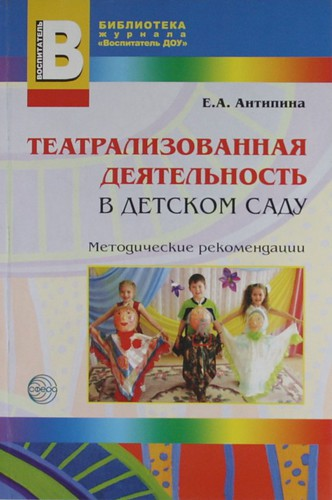 ВОСПИТАТЕЛЬ
В
БИБЛИОТЕКА
журнала
«Воспитатель ДОУ»
Е.А. Антипина
ТЕАТРАЛИЗОВАННАЯ
ДЕЯТЕЛЬНОСТЬ
В ДЕТСКОМ САДУ
Методические рекомендации
сфера